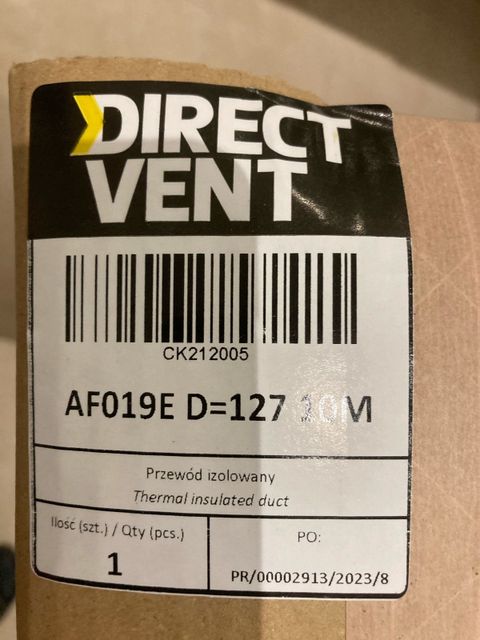 DIRECT
VENT
CK212005
AF019E D=127 10M
Przewód izolowany
Thermal insulated duct
Ilość (szt.) / Qty (pcs.)
1
PO:
PR/00002913/2023/8